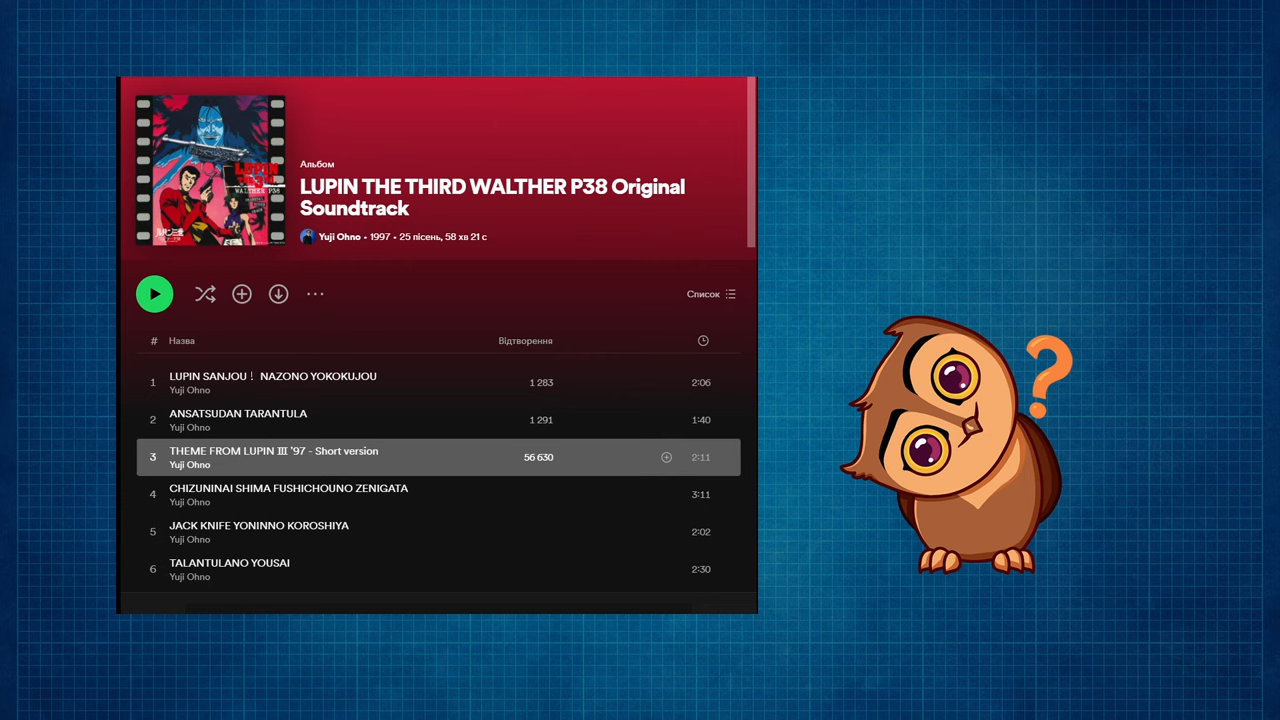 LUPIN
WALTHER P38
Альбом
LUPIN THE THIRD WALTHER P38 Original
Soundtrack
Yuji Ohno • 1997 • 25 пісень, 58 хв 21 с
Список
# Назва Відтворення
1 LUPIN SANJOU！ NAZONO YOKOKUJOU 1 283 2:06
Yuji Ohno
2 ANSATSUDAN TARANTULA 1 291 1:40
Yuji Ohno
3 THEME FROM LUPIN Ⅲ '97 - Short version 56 630 2:11
Yuji Ohno
4 CHIZUNINAI SHIMA FUSHICHOUNO ZENIGATA 3:11
Yuji Ohno
5 JACK KNIFE YONINNO KOROSHIYA 2:02
Yuji Ohno
6 TALANTULANO YOUSAI 2:30
Yuji Ohno
?